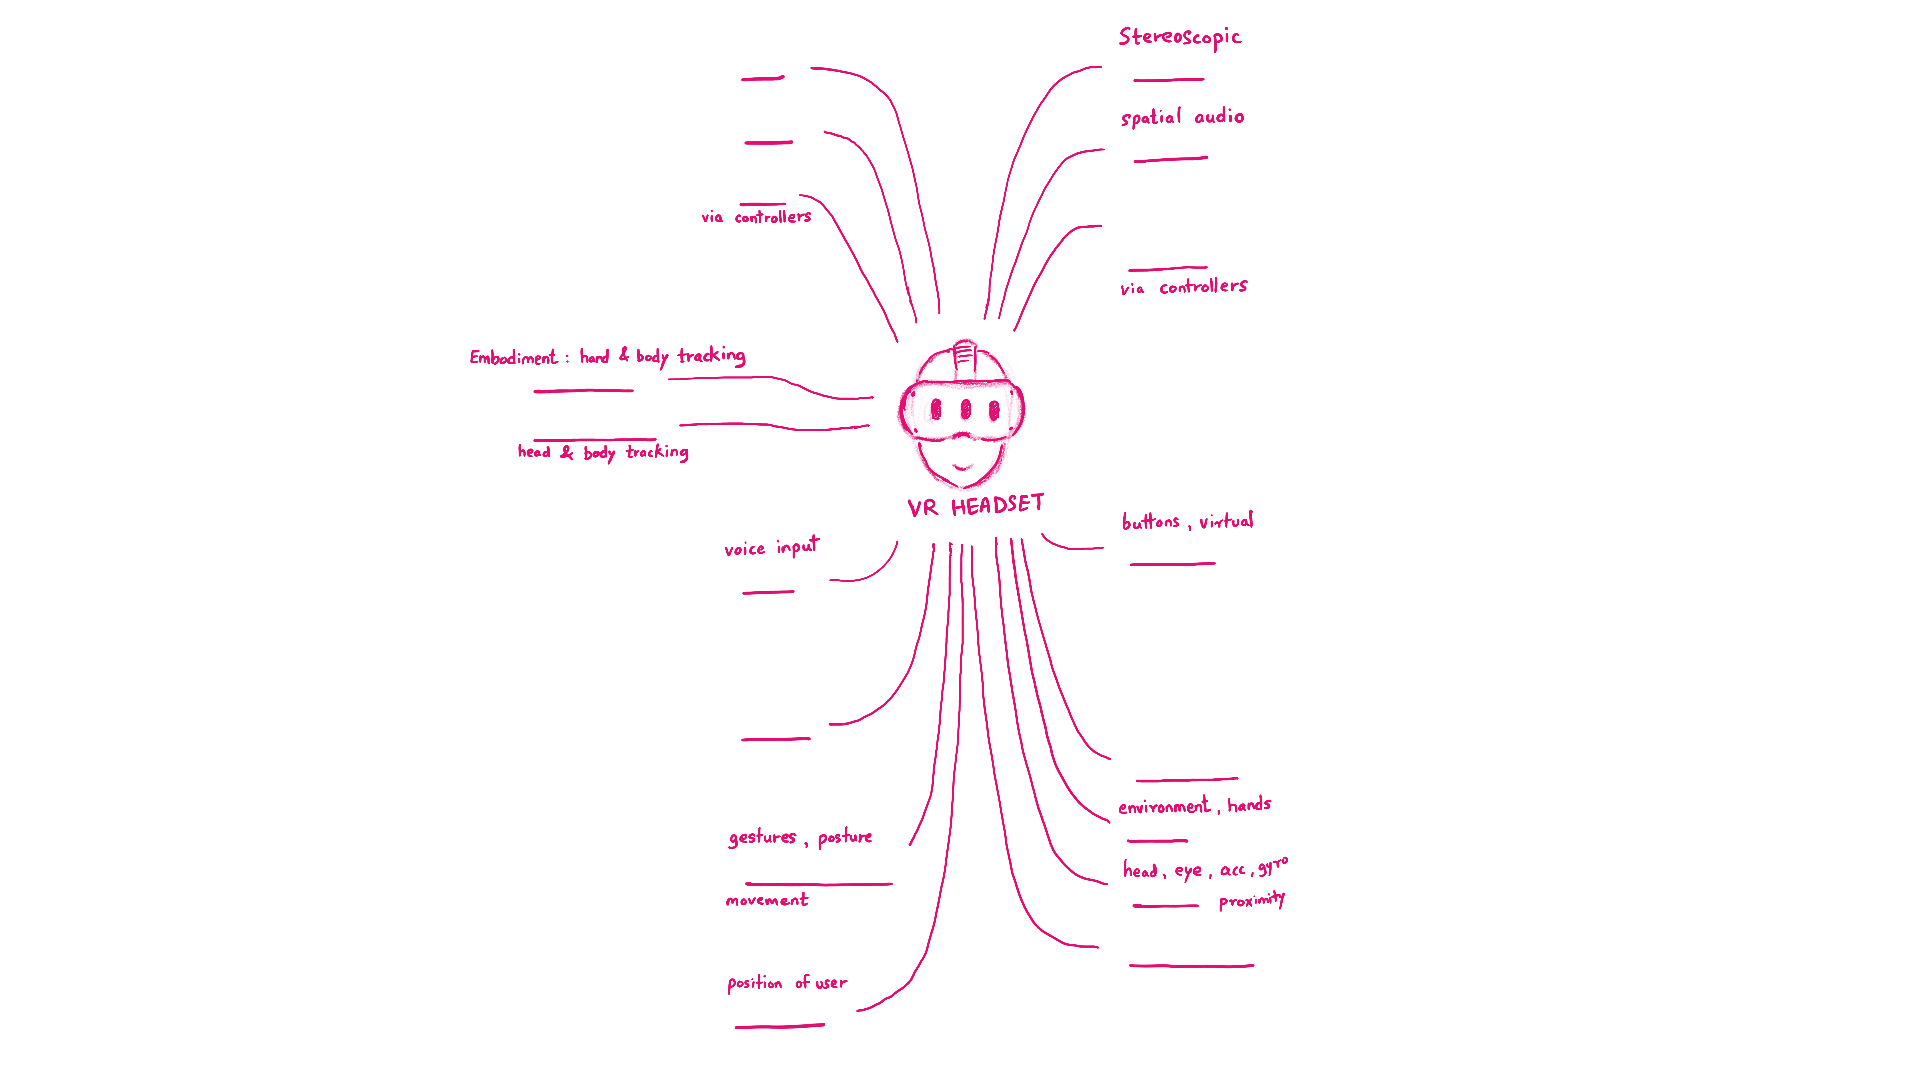 Stereoscopic
spatial audio
via controllers
via controllers
Embodiment : hand & body tracking
head & body tracking
VR HEADSET
voice input
buttons, virtual
gestures, posture
movement
position of user
environment, hands
head, eye, acc, gyro
proximity